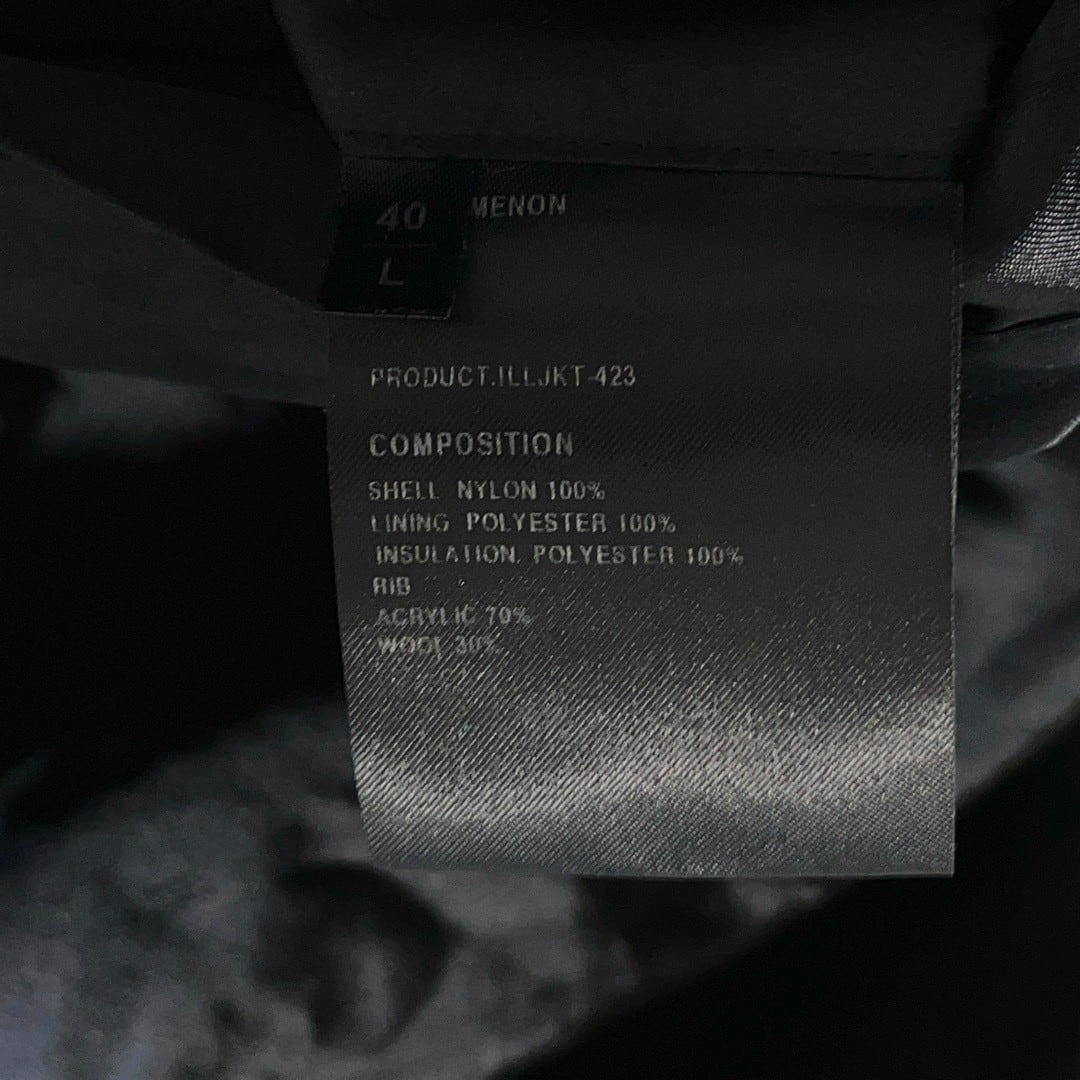 40
L
MENON
PRODUCT.ILLJKT-423
COMPOSITION
SHELL NYLON 100%
LINING POLYESTER 100%
INSULATION. POLYESTER 100%
RIB
ACRYLIC 70%
WOOL 30%